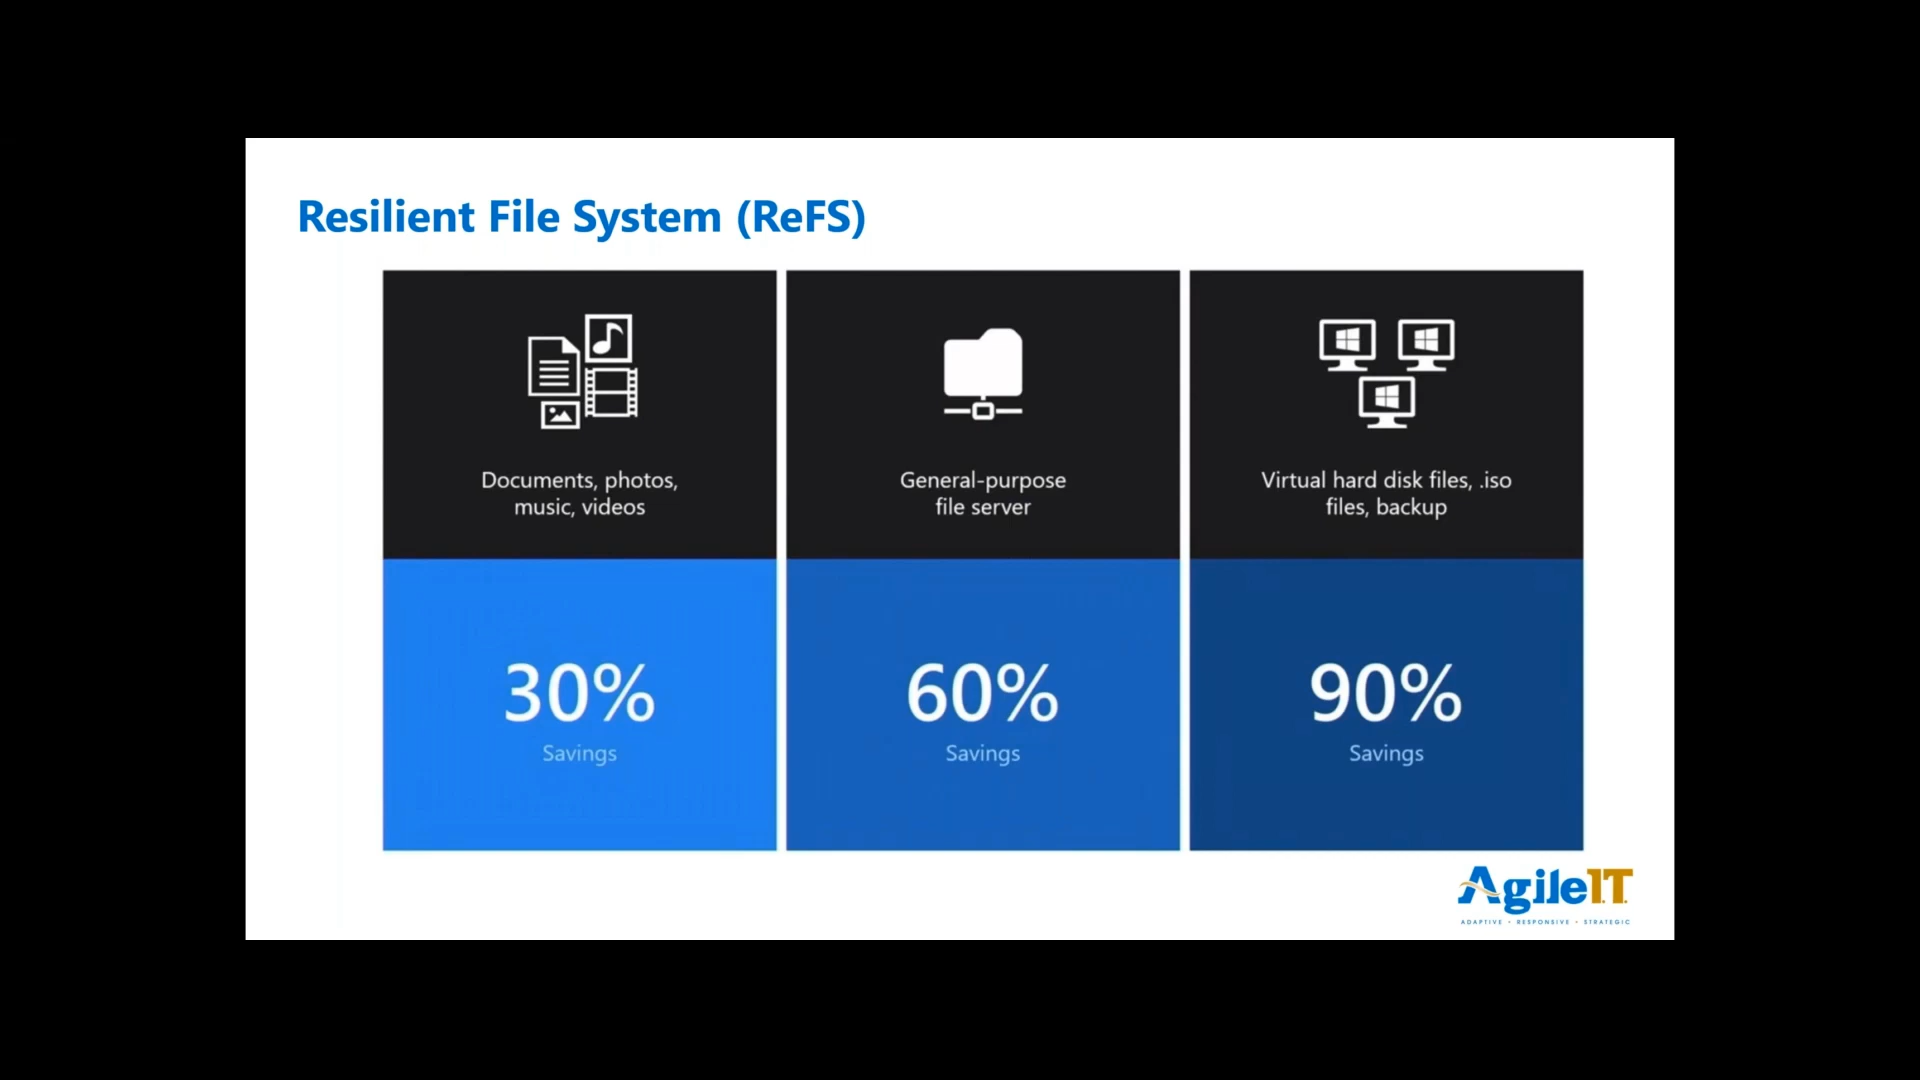 Resilient File System (ReFS)
Documents, photos,
music, videos
General-purpose
file server
Virtual hard disk files, .iso
files, backup
30%
Savings
60%
Savings
90%
Savings
AgileIT
ADAPTIVE • RESPONSIVE • STRATEGIC